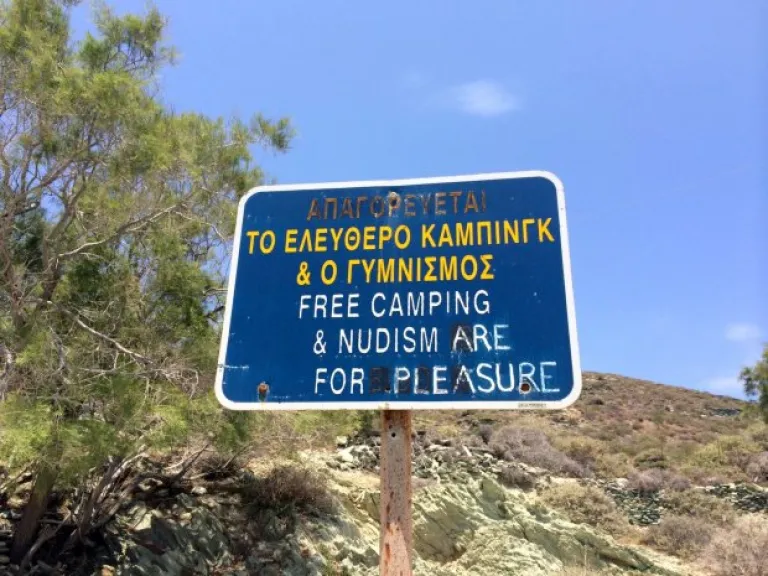 ΑΠΑΓΟΡΕΥΕΤΑΙ
ΤΟ ΕΛΕΥΘΕΡΟ ΚΑΜΠΙΝΓΚ
& Ο ΓΥΜΝΙΣΜΟΣ
FREE CAMPING
& NUDISM ARE
FOR PLEASURE